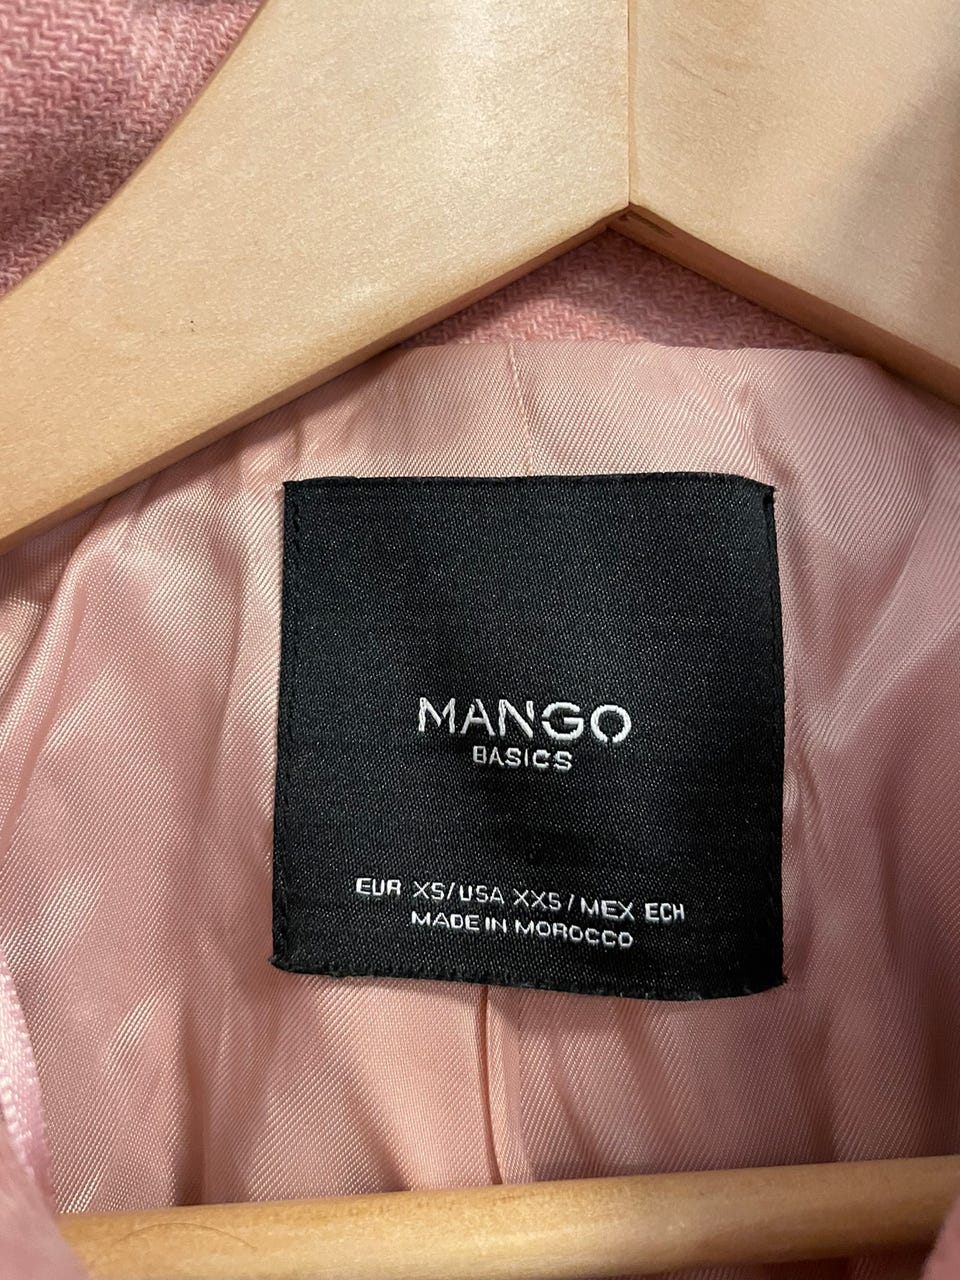 MANGO
BASICS
EUR XS/USA XXS/MEX ECH
MADE IN MOROCCO